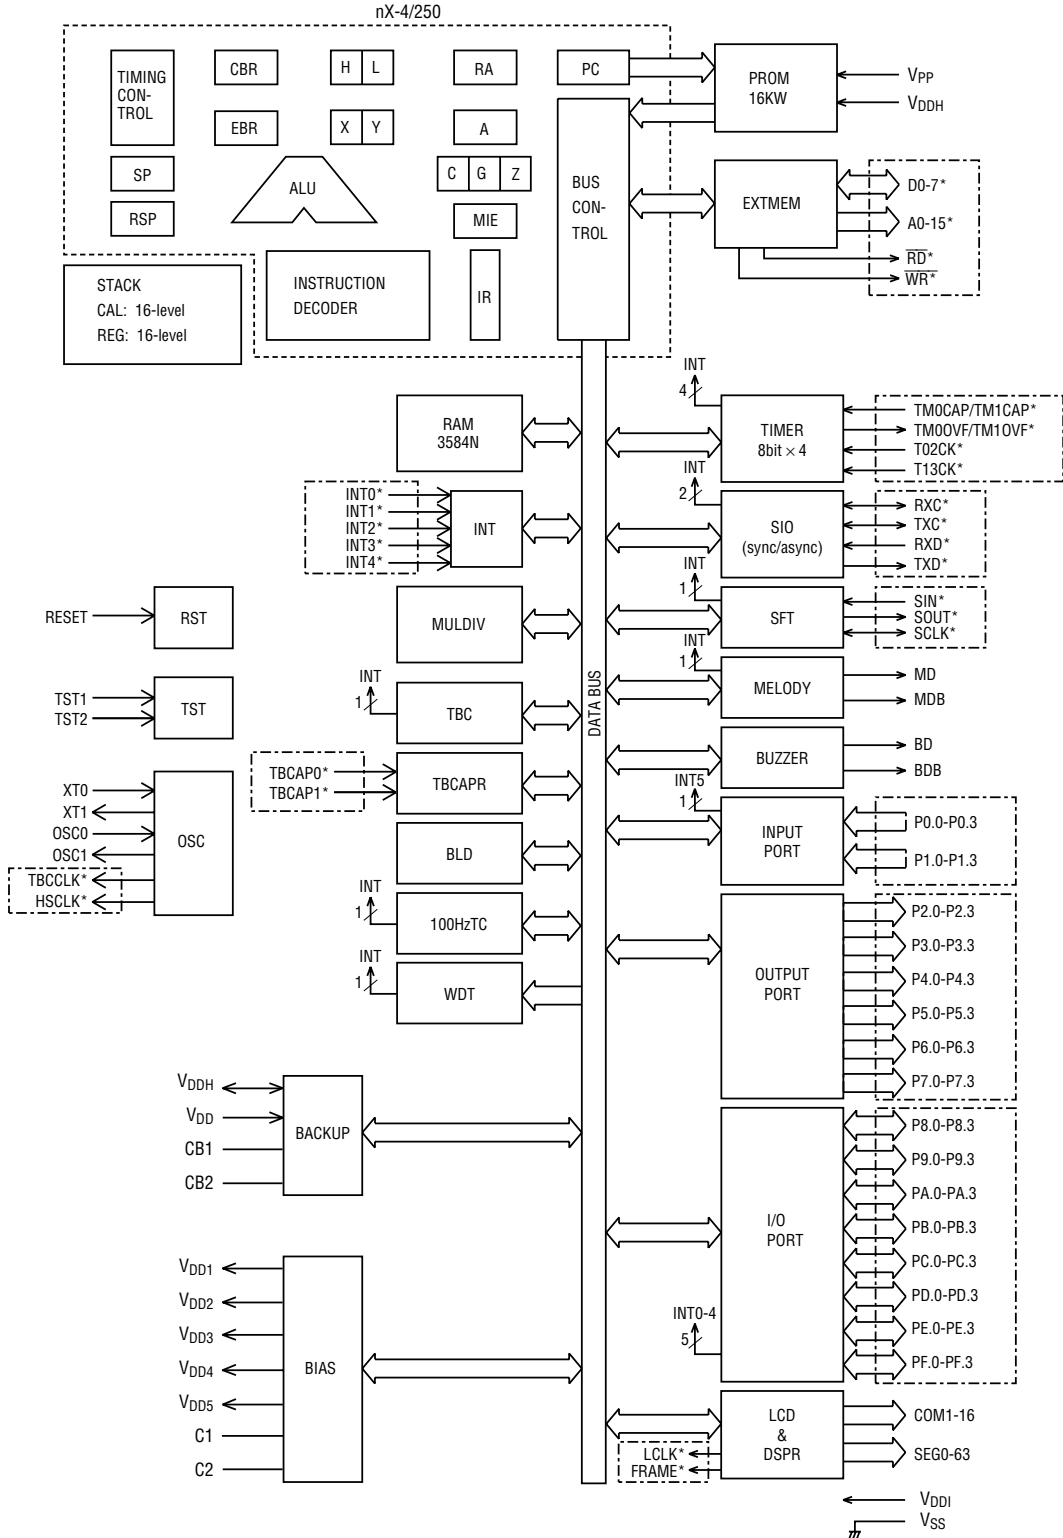 nX-4/250
TIMING
CON-
TROL
CBR
H L
RA
PC
PROM
16KW
VPP
VDDH
EBR
X Y
A
SP
ALU
C G Z
BUS
CON-
TROL
EXTMEM
D0-7*
A0-15*
RD*
WR*
RSP
MIE
STACK
CAL: 16-level
REG: 16-level
INSTRUCTION
DECODER
IR
DATA BUS
RAM
3584N
INT0*
INT1*
INT2*
INT3*
INT4*
INT
RESET
RST
MULDIV
TST1
TST2
TST
INT
1
TBC
TBCAP0*
TBCAP1*
TBCAPR
XT0
XT1
OSC0
OSC1
TBCCLK*
HSCLK*
OSC
BLD
INT
1
100HzTC
INT
1
WDT
VDDH
VDD
CB1
CB2
BACKUP
VDD1
VDD2
VDD3
VDD4
VDD5
C1
C2
BIAS
INT
4
TIMER
8bit × 4
TM0CAP/TM1CAP*
TM0OVF/TM1OVF*
T02CK*
T13CK*
INT
2
SIO
(sync/async)
RXC*
TXC*
RXD*
TXD*
INT
1
SFT
SIN*
SOUT*
SCLK*
INT
1
MELODY
MD
MDB
BUZZER
BD
BDB
INT5
1
INPUT
PORT
P0.0-P0.3
P1.0-P1.3
OUTPUT
PORT
P2.0-P2.3
P3.0-P3.3
P4.0-P4.3
P5.0-P5.3
P6.0-P6.3
P7.0-P7.3
I/O
PORT
P8.0-P8.3
P9.0-P9.3
PA.0-PA.3
PB.0-PB.3
PC.0-PC.3
PD.0-PD.3
PE.0-PE.3
PF.0-PF.3
INT0-4
5
LCD
&
DSPR
LCLK*
FRAME*
COM1-16
SEG0-63
VDDI
VSS